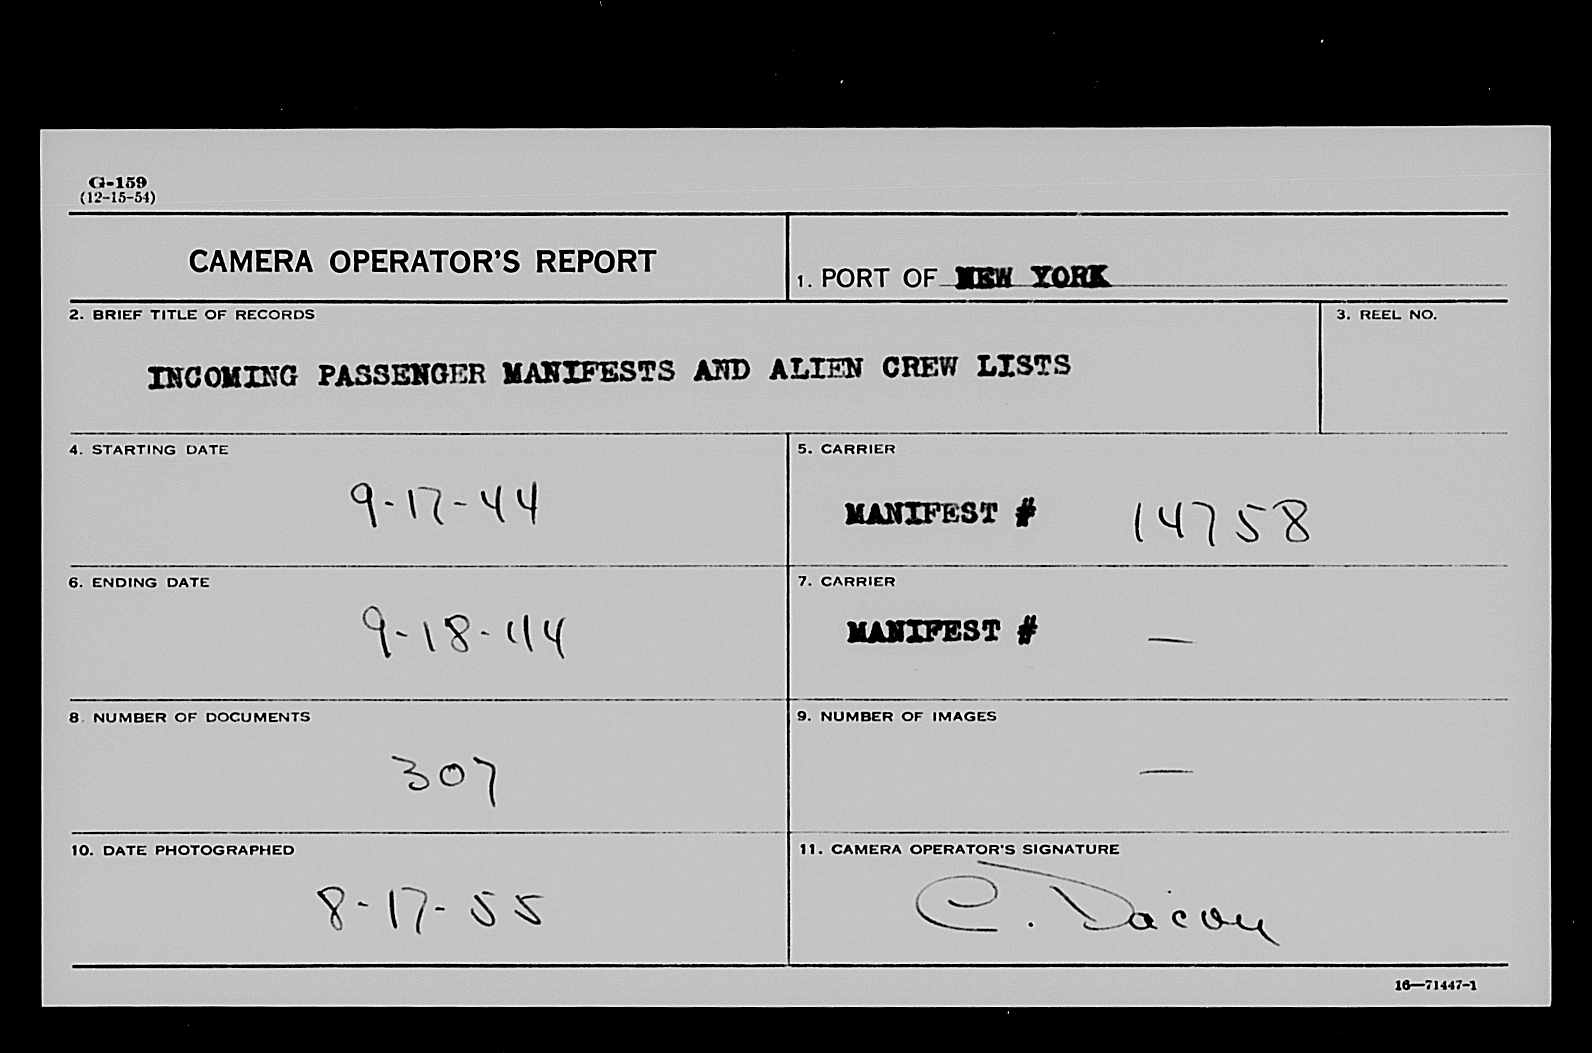 G-159
(12-15-54)
CAMERA OPERATOR'S REPORT
1. PORT OF NEW YORK
2. BRIEF TITLE OF RECORDS
INCOMING PASSENGER MANIFESTS AND ALIEN CREW LISTS
3. REEL NO.
4. STARTING DATE
9-17-44
5. CARRIER
MANIFEST # 14758
6. ENDING DATE
9-18-44
7. CARRIER
MANIFEST # —
8. NUMBER OF DOCUMENTS
307
9. NUMBER OF IMAGES
—
10. DATE PHOTOGRAPHED
8-17-55
11. CAMERA OPERATOR'S SIGNATURE
C.
16—71447-1